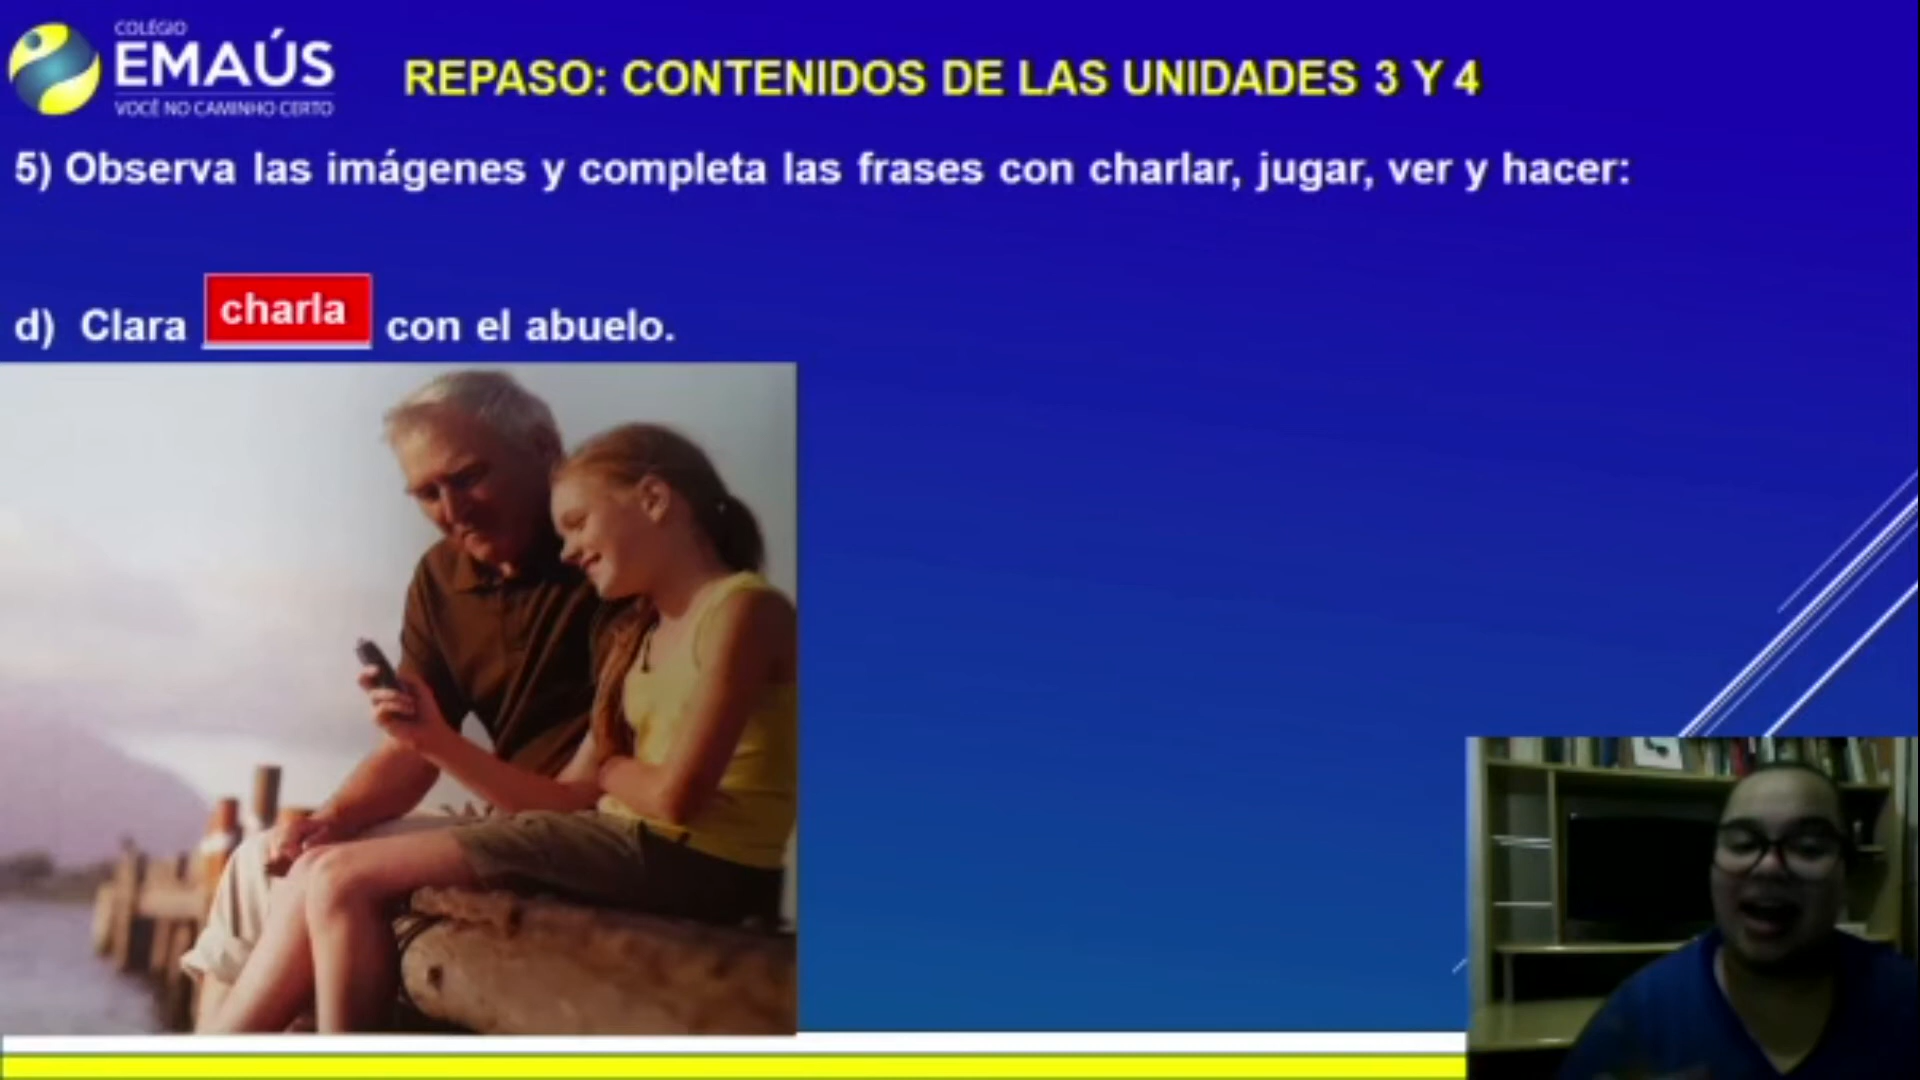 COLÉGIO
EMAÚS
VOCÊ NO CAMINHO CERTO
REPASO: CONTENIDOS DE LAS UNIDADES 3 Y 4
5) Observa las imágenes y completa las frases con charlar, jugar, ver y hacer:
d) Clara charla con el abuelo.